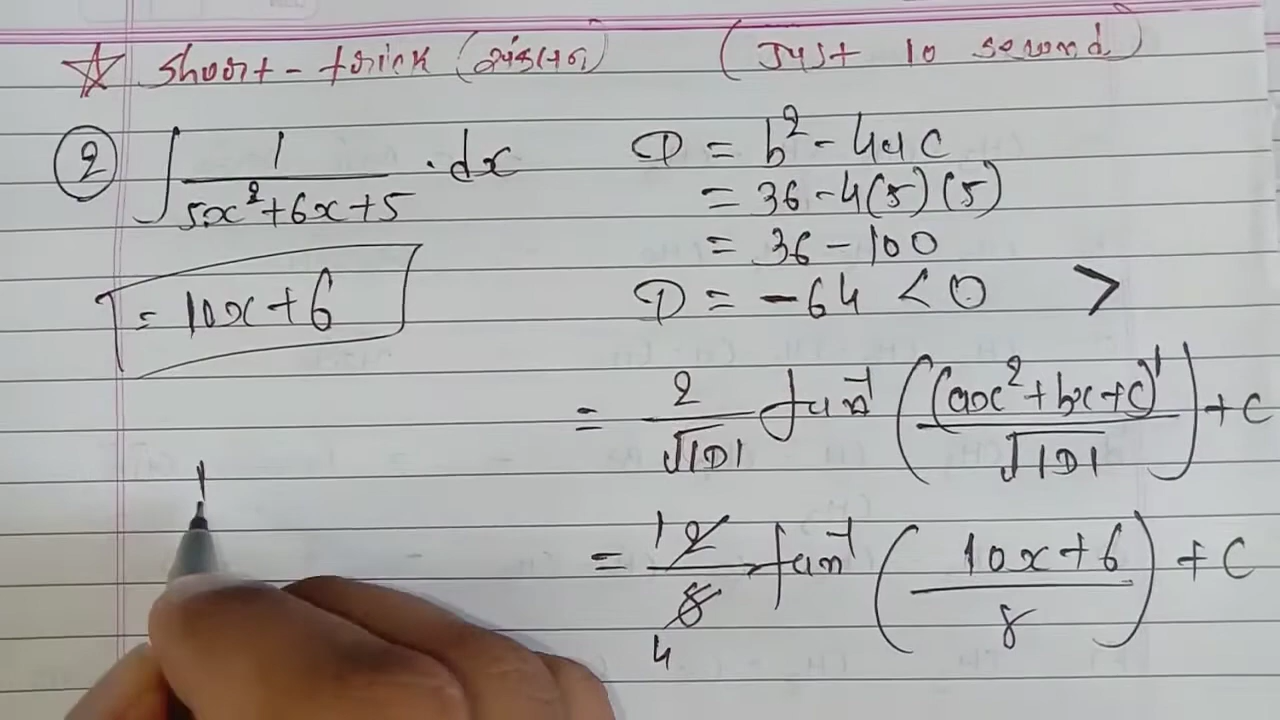 ☆ Short - trick ( ) (Just 10 second)
② ∫ 1/(5x²+6x+5) · dx
= 10x+6
D = b² - 4ac
= 36 - 4(5)(5)
= 36 - 100
D = -64 < 0 >
= 2/√|D| tan⁻¹ ( (ax²+bx+c)' / √|D| ) + C
= 1 2/8 4 tan⁻¹ ( (10x+6)/8 ) + C
1